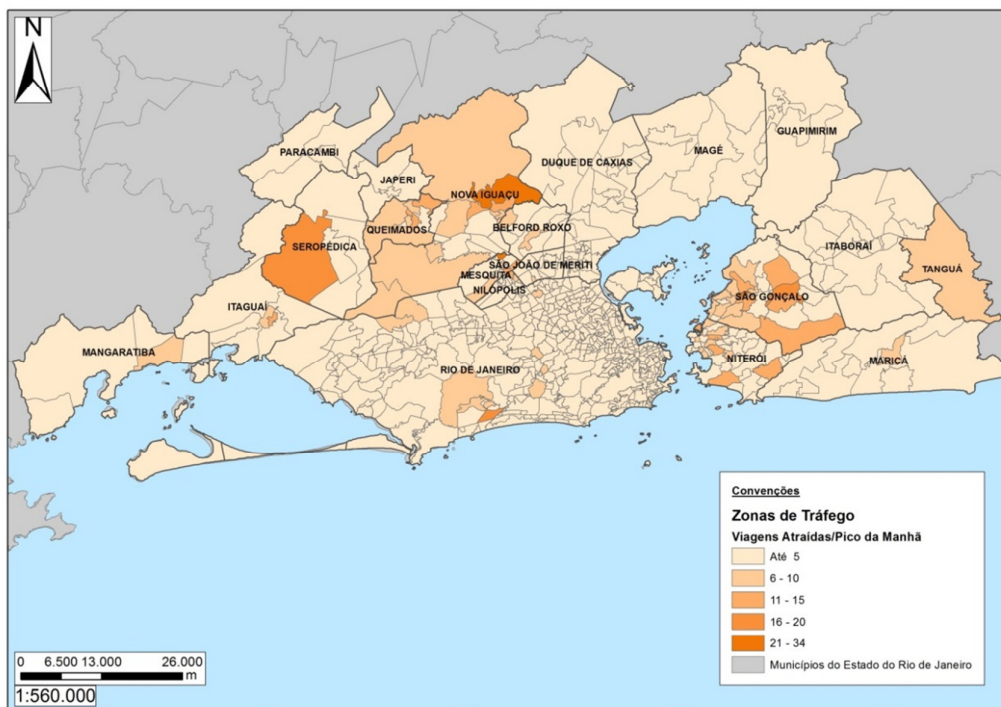 N
GUAPIMIRIM
PARACAMBI
DUQUE DE CAXIAS
MAGÉ
JAPERI
NOVA IGUAÇU
QUEIMADOS
BELFORD ROXO
SEROPÉDICA
ITABORAÍ
SÃO JOÃO DE MERITI
TANGUÁ
MESQUITA
NILÓPOLIS
SÃO GONÇALO
ITAGUAÍ
MANGARATIBA
NITERÓI
MARICÁ
RIO DE JANEIRO
Convenções
Zonas de Tráfego
Viagens Atraídas/Pico da Manhã
Até 5
6 - 10
11 - 15
16 - 20
21 - 34
Municípios do Estado do Rio de Janeiro
0 6.500 13.000 26.000
m
1:560.000